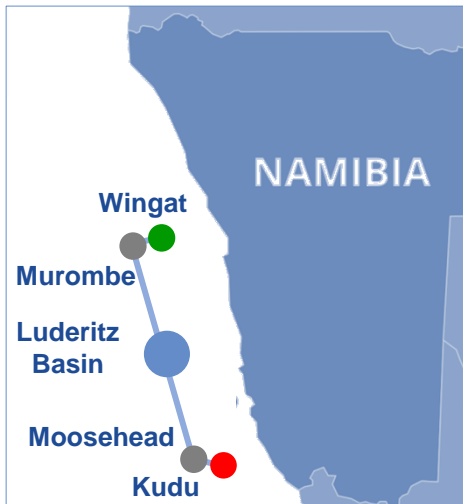 NAMIBIA
Wingat
Murombe
Luderitz
Basin
Moosehead
Kudu